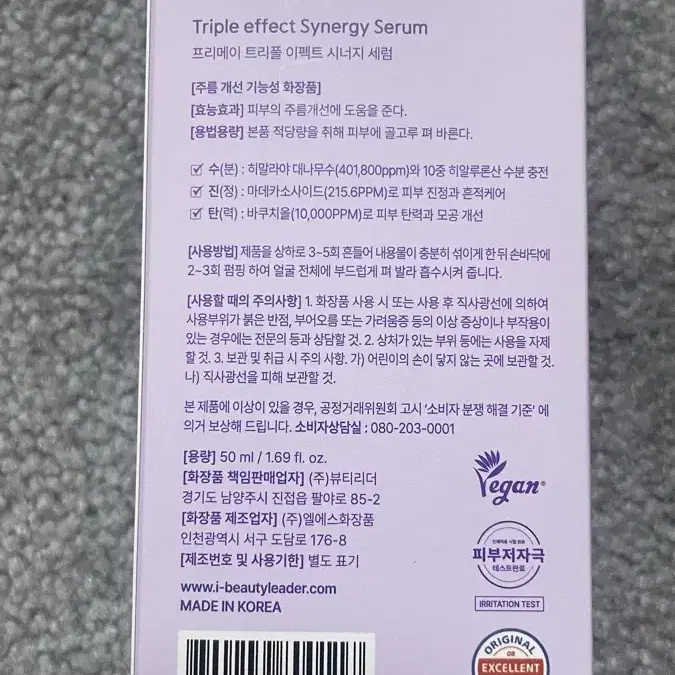 Triple effect Synergy Serum
프리메이 트리플 이펙트 시너지 세럼
[주름 개선 기능성 화장품]
[효능효과] 피부의 주름개선에 도움을 준다.
[용법용량] 본품 적당량을 취해 피부에 골고루 펴 바른다.
수(분) : 히말라야 대나무수(401,800ppm)와 10중 히알루론산 수분 충전
진(정) : 마데카소사이드(215.6PPM)로 피부 진정과 흔적케어
탄(력) : 바쿠치올(10,000PPM)로 피부 탄력과 모공 개선
[사용방법] 제품을 상하로 3~5회 흔들어 내용물이 충분히 섞이게 한 뒤 손바닥에
2~3회 펌핑 하여 얼굴 전체에 부드럽게 펴 발라 흡수시켜 줍니다.
[사용할 때의 주의사항] 1. 화장품 사용 시 또는 사용 후 직사광선에 의하여
사용부위가 붉은 반점, 부어오름 또는 가려움증 등의 이상 증상이나 부작용이
있는 경우에는 전문의 등과 상담할 것. 2. 상처가 있는 부위 등에는 사용을 자제
할 것. 3. 보관 및 취급 시 주의 사항. 가) 어린이의 손이 닿지 않는 곳에 보관할 것.
나) 직사광선을 피해 보관할 것.
본 제품에 이상이 있을 경우, 공정거래위원회 고시 '소비자 분쟁 해결 기준' 에
의거 보상해 드립니다. 소비자상담실 : 080-203-0001
[용량] 50 ml / 1.69 fl. oz.
[화장품 책임판매업자] (주)뷰티리더
경기도 남양주시 진접읍 팔야로 85-2
[화장품 제조업자] (주)엘에스화장품
인천광역시 서구 도담로 176-8
[제조번호 및 사용기한] 별도 표기
www.i-beautyleader.com
MADE IN KOREA
Vegan®
인체적용 시험 완료
피부저자극
테스트완료
IRRITATION TEST
ORIGINAL
08
EXCELLENT